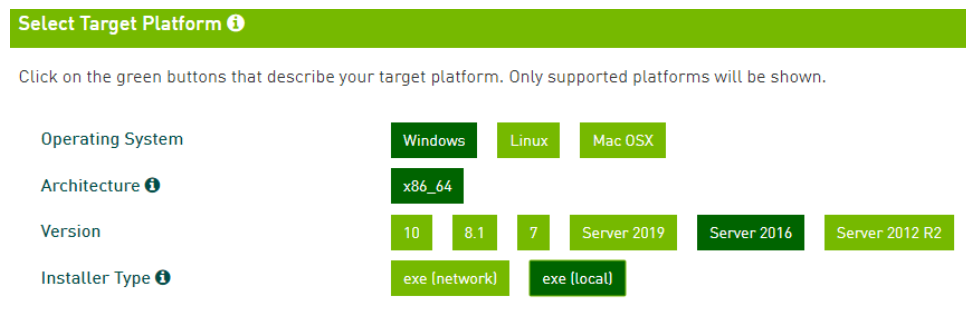 Select Target Platform
Click on the green buttons that describe your target platform. Only supported platforms will be shown.
Operating System Windows Linux Mac OSX
Architecture x86_64
Version 10 8.1 7 Server 2019 Server 2016 Server 2012 R2
Installer Type exe (network) exe (local)